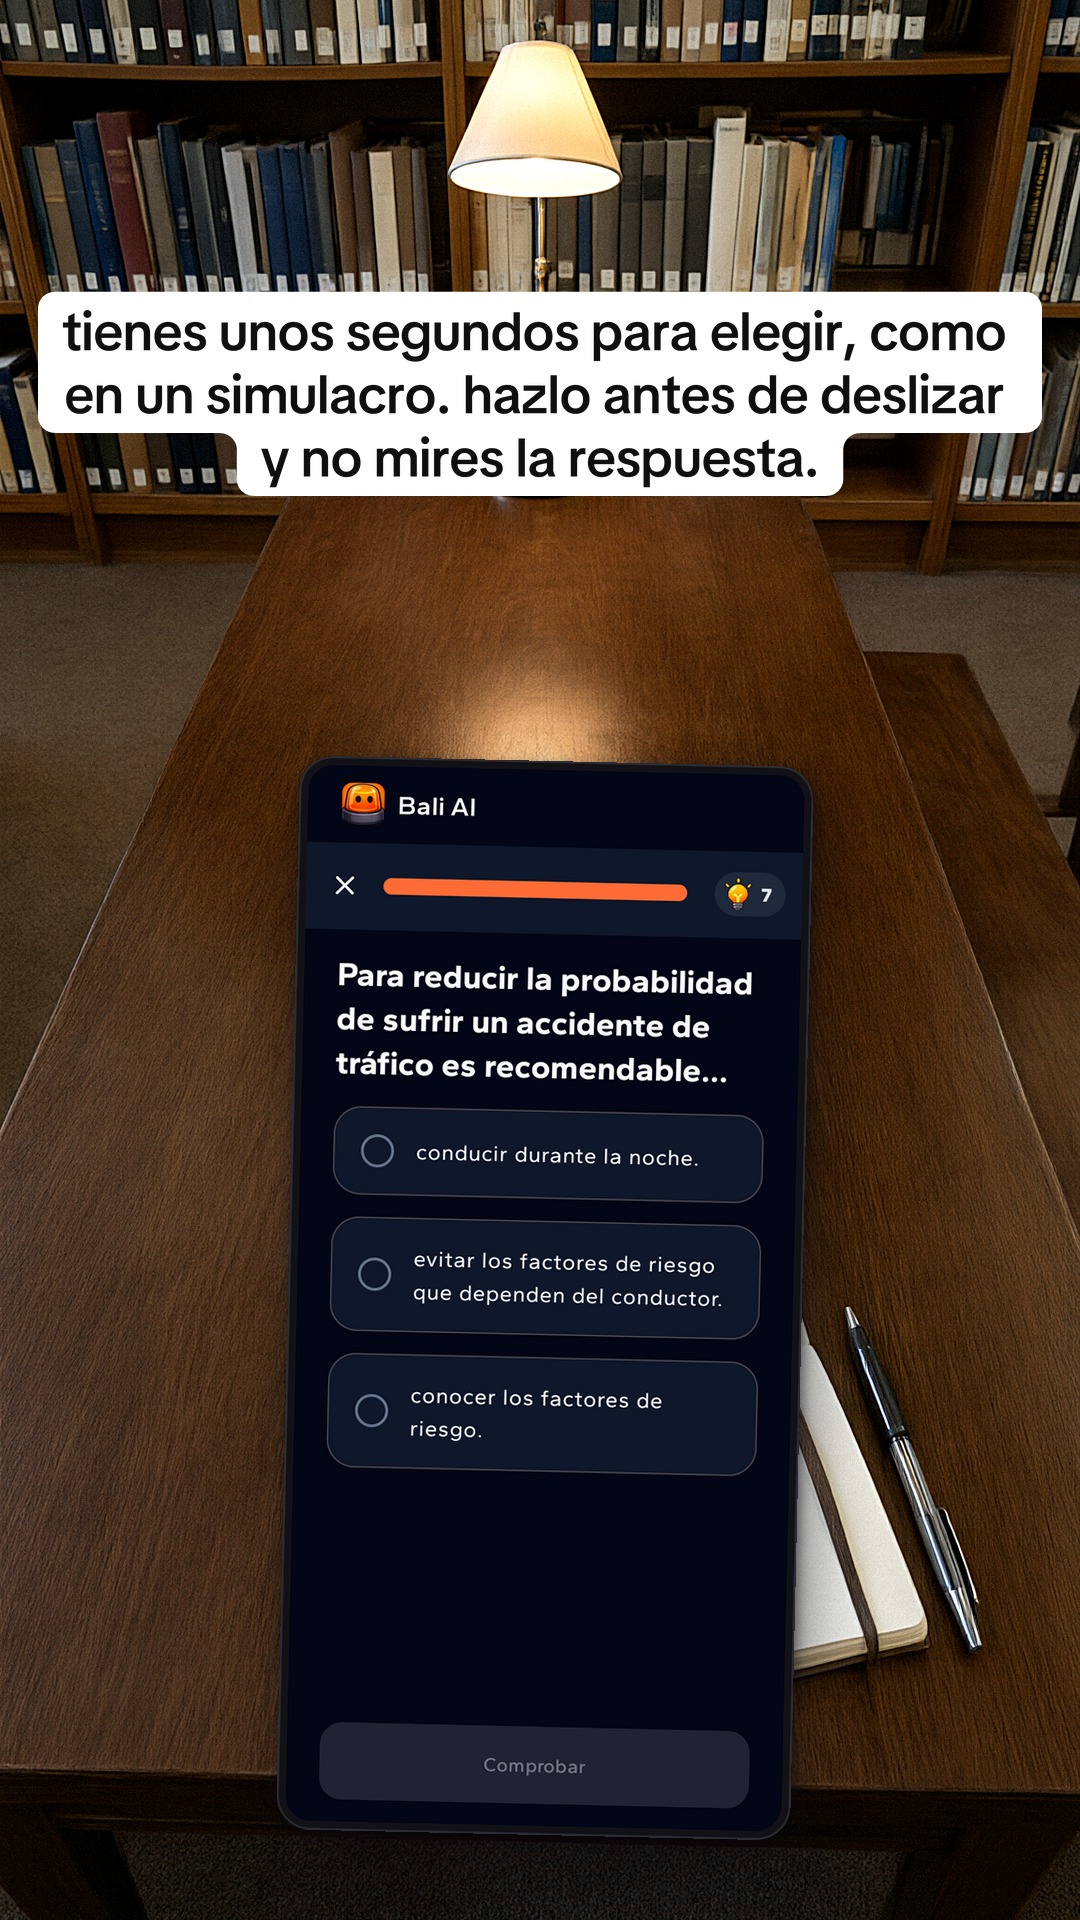 tienes unos segundos para elegir, como
en un simulacro. hazlo antes de deslizar
y no mires la respuesta.
Bali AI
7
Para reducir la probabilidad
de sufrir un accidente de
tráfico es recomendable...
conducir durante la noche.
evitar los factores de riesgo
que dependen del conductor.
conocer los factores de
riesgo.
Comprobar